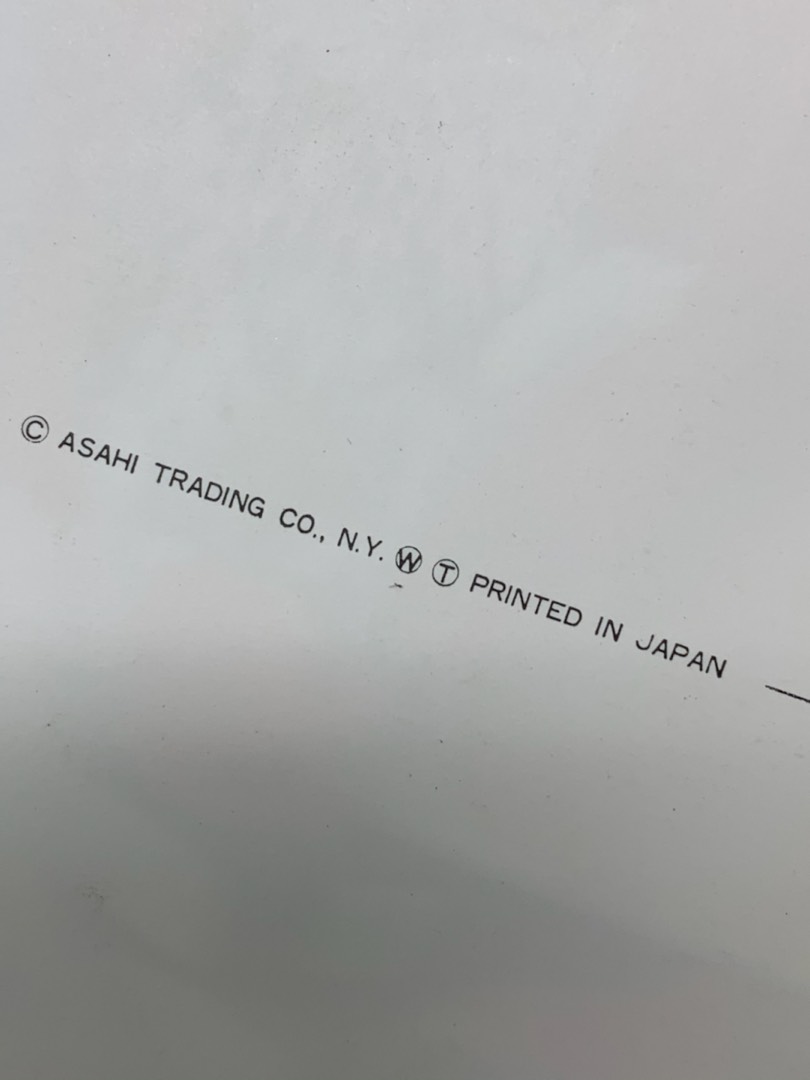 © ASAHI TRADING CO., N.Y. Ⓦ Ⓣ PRINTED IN JAPAN